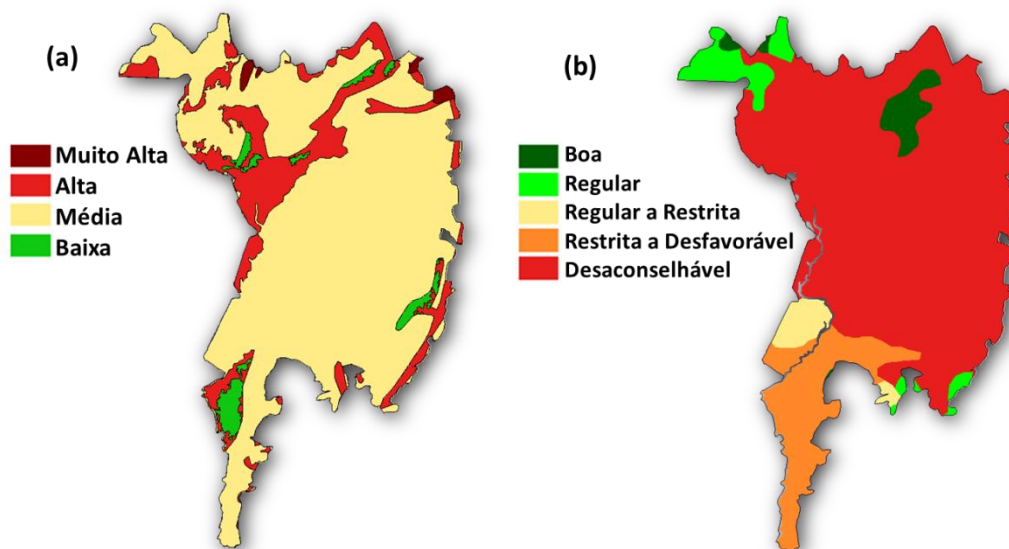 (a)
Muito Alta
Alta
Média
Baixa
(b)
Boa
Regular
Regular a Restrita
Restrita a Desfavorável
Desaconselhável